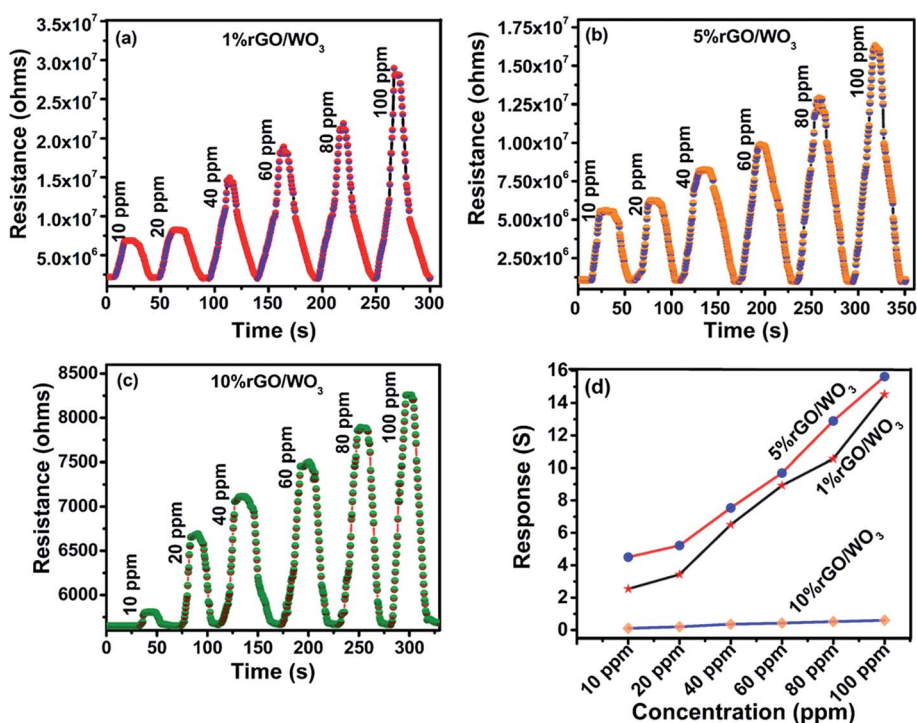 (a) 1%rGO/WO₃
Resistance (ohms)
3.5x10⁷
3.0x10⁷
2.5x10⁷
2.0x10⁷
1.5x10⁷
1.0x10⁷
5.0x10⁶
10 ppm
20 ppm
40 ppm
60 ppm
80 ppm
100 ppm
0 50 100 150 200 250 300
Time (s)
(b) 5%rGO/WO₃
Resistance (ohms)
1.75x10⁷
1.50x10⁷
1.25x10⁷
1.00x10⁷
7.50x10⁶
5.00x10⁶
2.50x10⁶
10 ppm
20 ppm
40 ppm
60 ppm
80 ppm
100 ppm
0 50 100 150 200 250 300 350
Time (s)
(c) 10%rGO/WO₃
Resistance (ohms)
8500
8000
7500
7000
6500
6000
10 ppm
20 ppm
40 ppm
60 ppm
80 ppm
100 ppm
0 50 100 150 200 250 300
Time (s)
(d)
Response (S)
16
14
12
10
8
6
4
2
0
5%rGO/WO₃
1%rGO/WO₃
10%rGO/WO₃
10 ppm
20 ppm
40 ppm
60 ppm
80 ppm
100 ppm
Concentration (ppm)